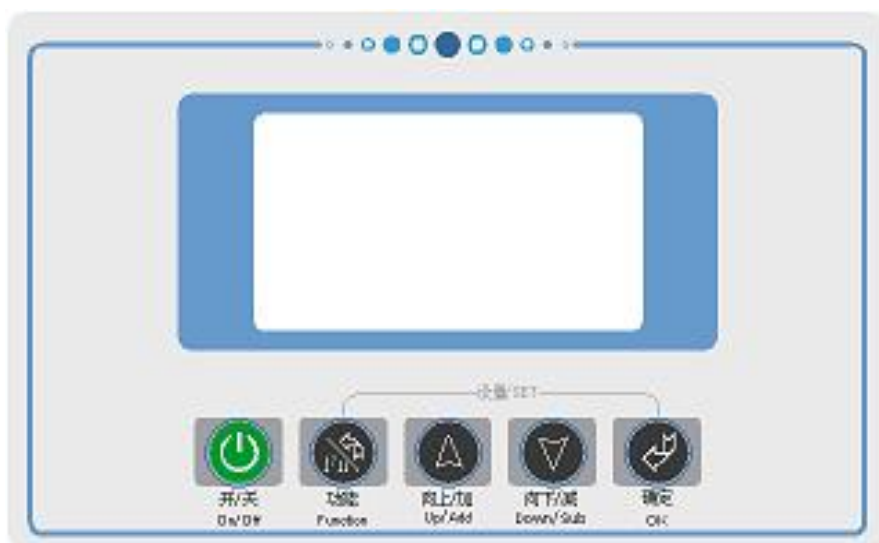 设置/SET
FN
开/关 功能 向上/加 向下/减 确定
On/Off Function Up/Add Down/Sub OK